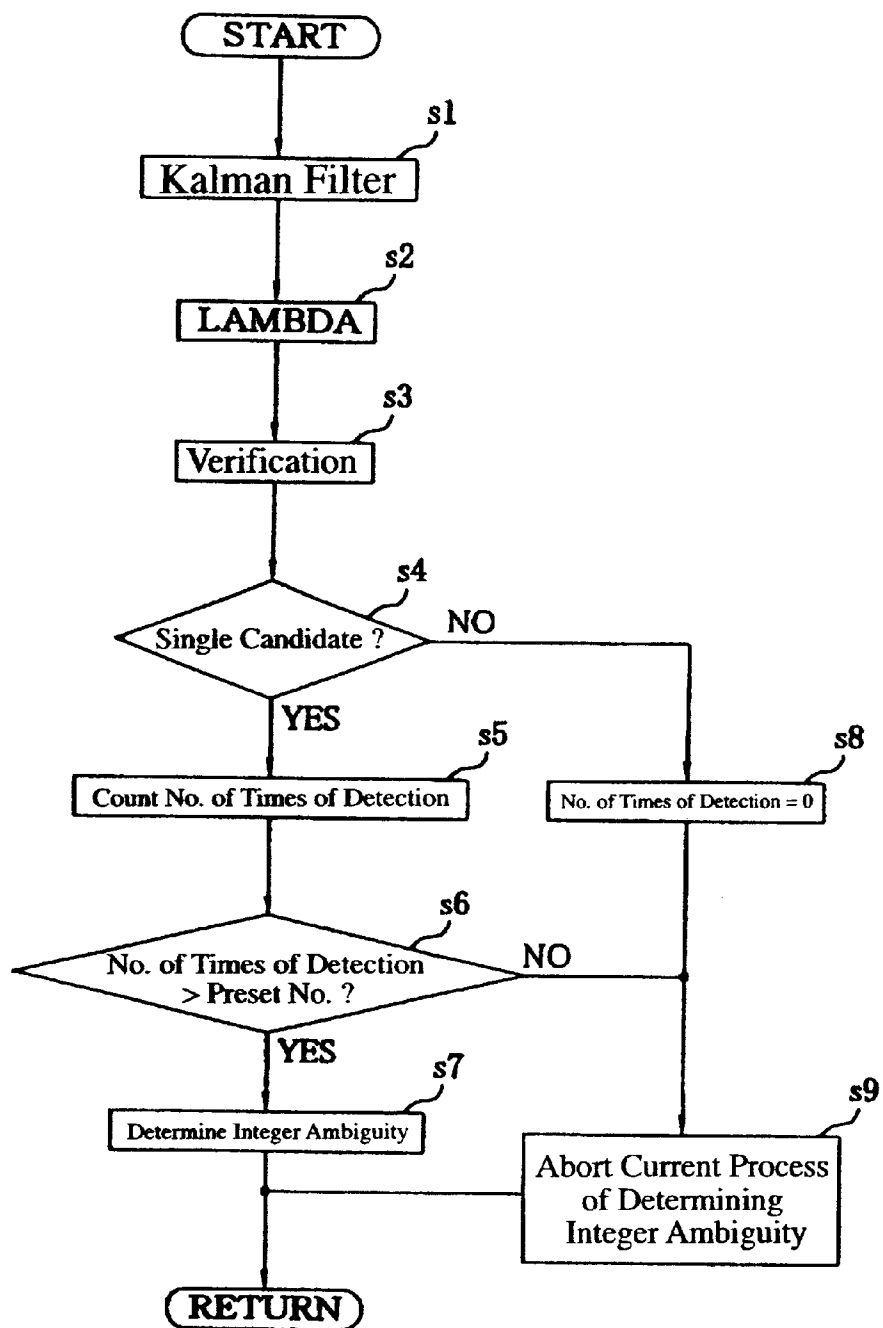 START
s1
Kalman Filter
s2
LAMBDA
s3
Verification
s4
Single Candidate ?
NO
YES
s5
Count No. of Times of Detection
s8
No. of Times of Detection = 0
s6
No. of Times of Detection
> Preset No. ?
NO
YES
s7
Determine Integer Ambiguity
s9
Abort Current Process
of Determining
Integer Ambiguity
RETURN